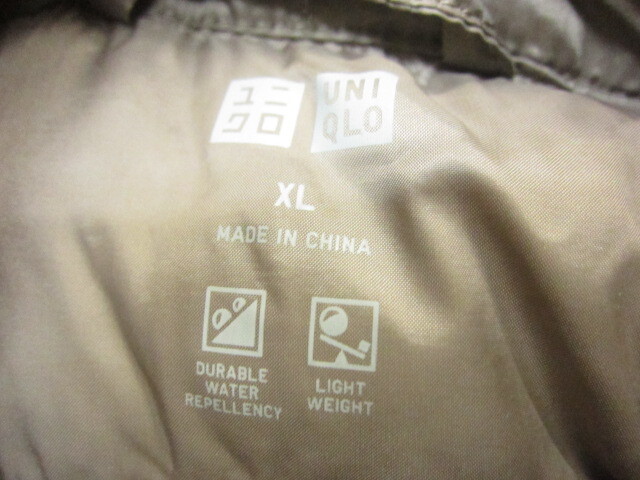 ユニ
クロ
UNI
QLO
XL
MADE IN CHINA
DURABLE
WATER
REPELLENCY
LIGHT
WEIGHT